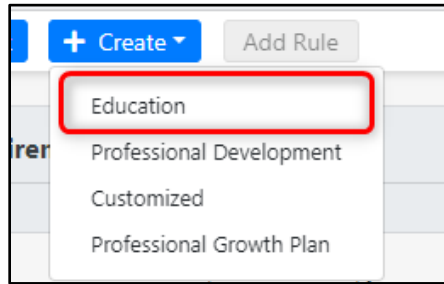 + Create Add Rule
Education
Professional Development
Customized
Professional Growth Plan